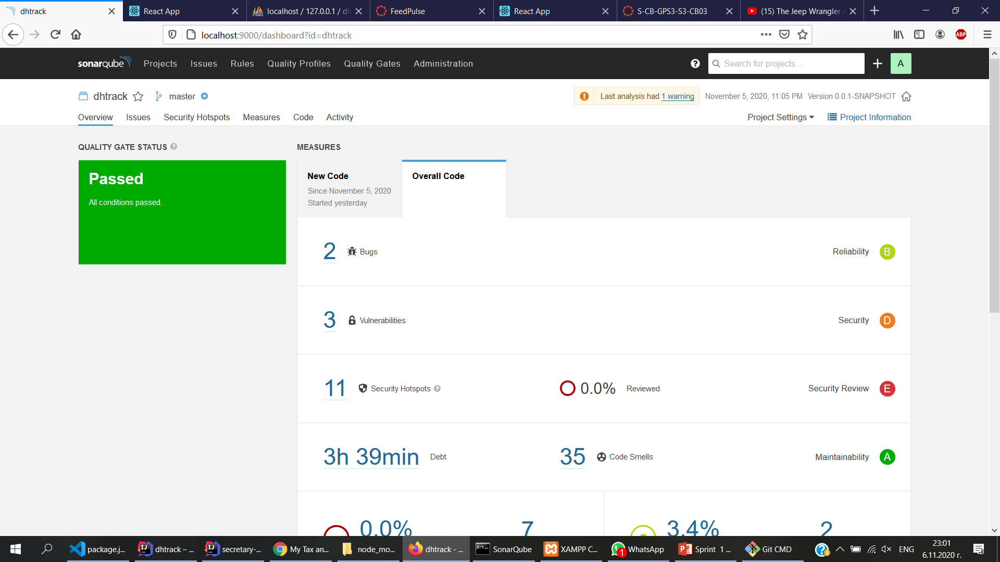 dhtrack
React App
localhost / 127.0.0.1 / dh
FeedPulse
React App
S-CB-GPS3-S3-CB03
(15) The Jeep Wrangler
localhost:9000/dashboard?id=dhtrack
ABP
sonarqube Projects Issues Rules Quality Profiles Quality Gates Administration
Search for projects...
A
dhtrack master
Last analysis had 1 warning November 5, 2020, 11:05 PM Version 0.0.1-SNAPSHOT
Overview Issues Security Hotspots Measures Code Activity
Project Settings Project Information
QUALITY GATE STATUS
Passed
All conditions passed.
MEASURES
New Code
Since November 5, 2020
Started yesterday
Overall Code
2 Bugs Reliability B
3 Vulnerabilities Security D
11 Security Hotspots 0.0% Reviewed Security Review E
3h 39min Debt 35 Code Smells Maintainability A
0.0% 7 3.4% 2
package.j...
dhtrack – ...
secretary-...
My Tax an...
node_mo...
dhtrack - ...
SonarQube
XAMPP C...
1 WhatsApp
Sprint 1 ...
Git CMD
ENG
23:01
6.11.2020 г.